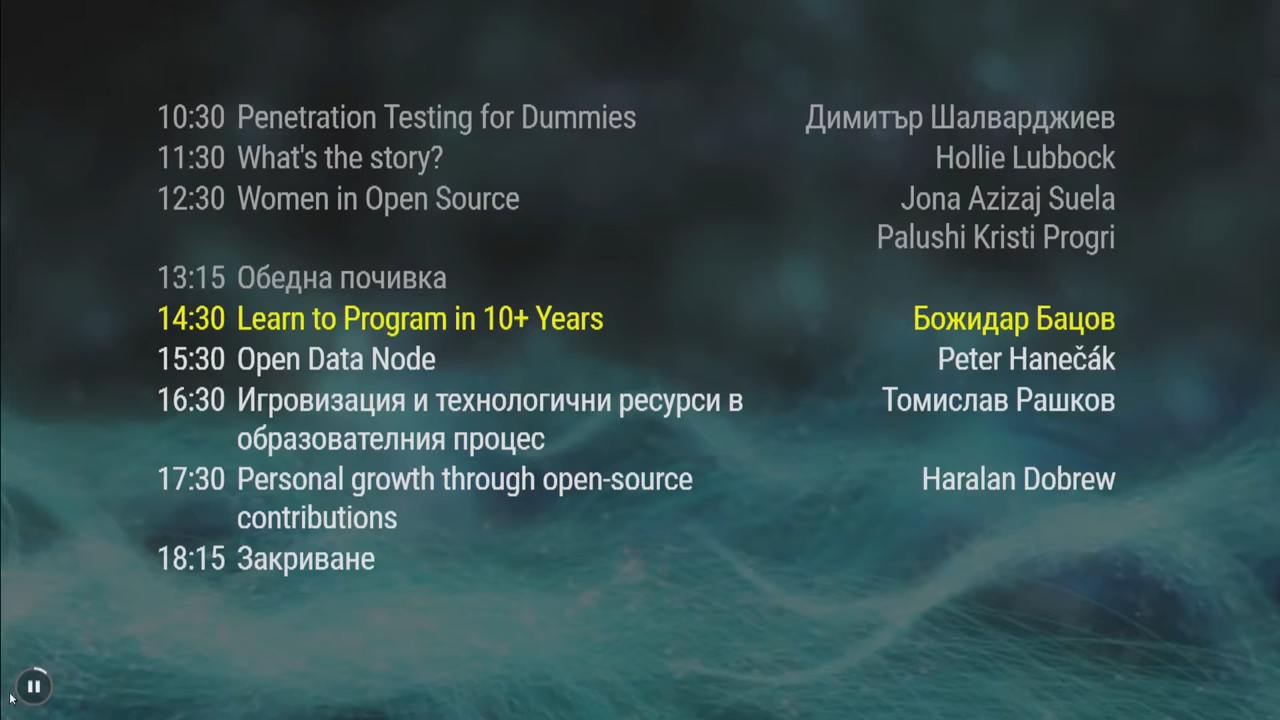 10:30 Penetration Testing for Dummies Димитър Шалварджиев
11:30 What's the story? Hollie Lubbock
12:30 Women in Open Source Jona Azizaj Suela
Palushi Kristi Progri
13:15 Обедна почивка
14:30 Learn to Program in 10+ Years Божидар Бацов
15:30 Open Data Node Peter Hanečák
16:30 Игровизация и технологични ресурси в Томислав Рашков
образователния процес
17:30 Personal growth through open-source Haralan Dobrew
contributions
18:15 Закриване